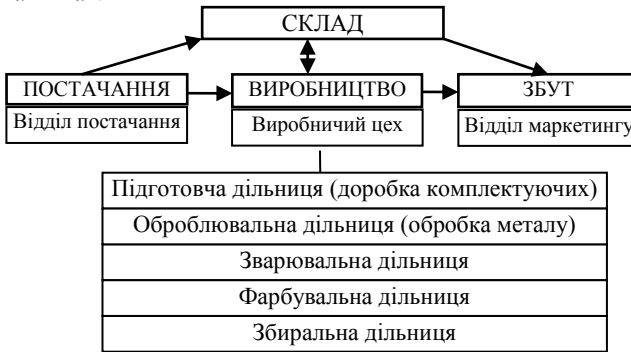 СКЛАД
ПОСТАЧАННЯ
Відділ постачання
ВИРОБНИЦТВО
Виробничий цех
ЗБУТ
Відділ маркетингу
Підготовча дільниця (доробка комплектуючих)
Оброблювальна дільниця (обробка металу)
Зварювальна дільниця
Фарбувальна дільниця
Збиральна дільниця